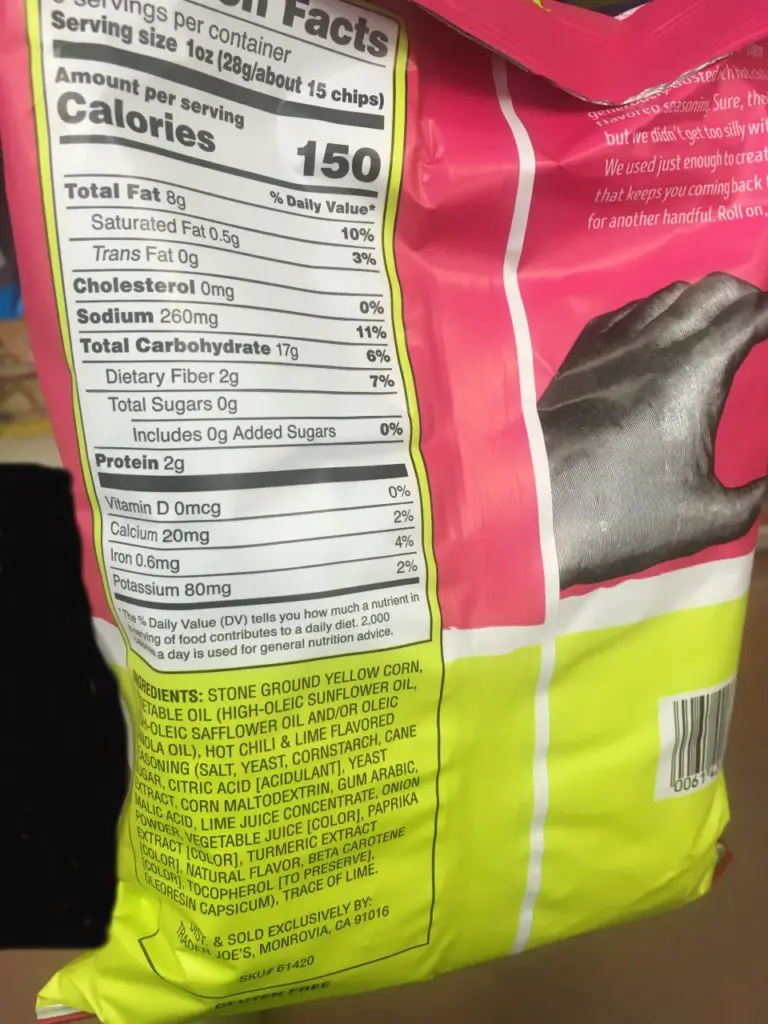 Facts
servings per container
Serving size 1oz (28g/about 15 chips)
Amount per serving
Calories 150
% Daily Value*
Total Fat 8g 10%
Saturated Fat 0.5g 3%
Trans Fat 0g
Cholesterol 0mg 0%
Sodium 260mg 11%
Total Carbohydrate 17g 6%
Dietary Fiber 2g 7%
Total Sugars 0g
Includes 0g Added Sugars 0%
Protein 2g
Vitamin D 0mcg 0%
Calcium 20mg 2%
Iron 0.6mg 4%
Potassium 80mg 2%
*The % Daily Value (DV) tells you how much a nutrient in
serving of food contributes to a daily diet. 2,000
a day is used for general nutrition advice.
INGREDIENTS: STONE GROUND YELLOW CORN,
VEGETABLE OIL (HIGH-OLEIC SUNFLOWER OIL,
HIGH-OLEIC SAFFLOWER OIL AND/OR OLEIC
CANOLA OIL), HOT CHILI & LIME FLAVORED
SEASONING (SALT, YEAST, CORNSTARCH, CANE
SUGAR, CITRIC ACID [ACIDULANT], YEAST
EXTRACT, CORN MALTODEXTRIN, GUM ARABIC,
MALIC ACID, LIME JUICE CONCENTRATE, ONION
POWDER, VEGETABLE JUICE [COLOR], PAPRIKA
EXTRACT [COLOR], TURMERIC EXTRACT
[COLOR], NATURAL FLAVOR, BETA CAROTENE
[COLOR], TOCOPHEROL [TO PRESERVE],
OLEORESIN CAPSICUM), TRACE OF LIME.
DIST. & SOLD EXCLUSIVELY BY:
TRADER JOE'S, MONROVIA, CA 91016
SKU# 61420
GLUTEN FREE
flavored seasoning. Sure, the
but we didn't get too silly wit
We used just enough to creat
that keeps you coming back
for another handful. Roll on,
0061